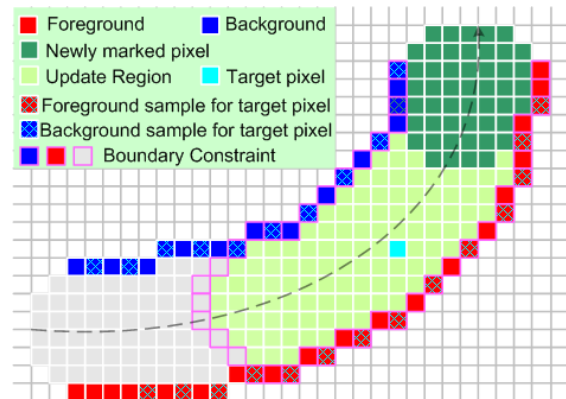 Foreground Background
Newly marked pixel
Update Region Target pixel
Foreground sample for target pixel
Background sample for target pixel
Boundary Constraint